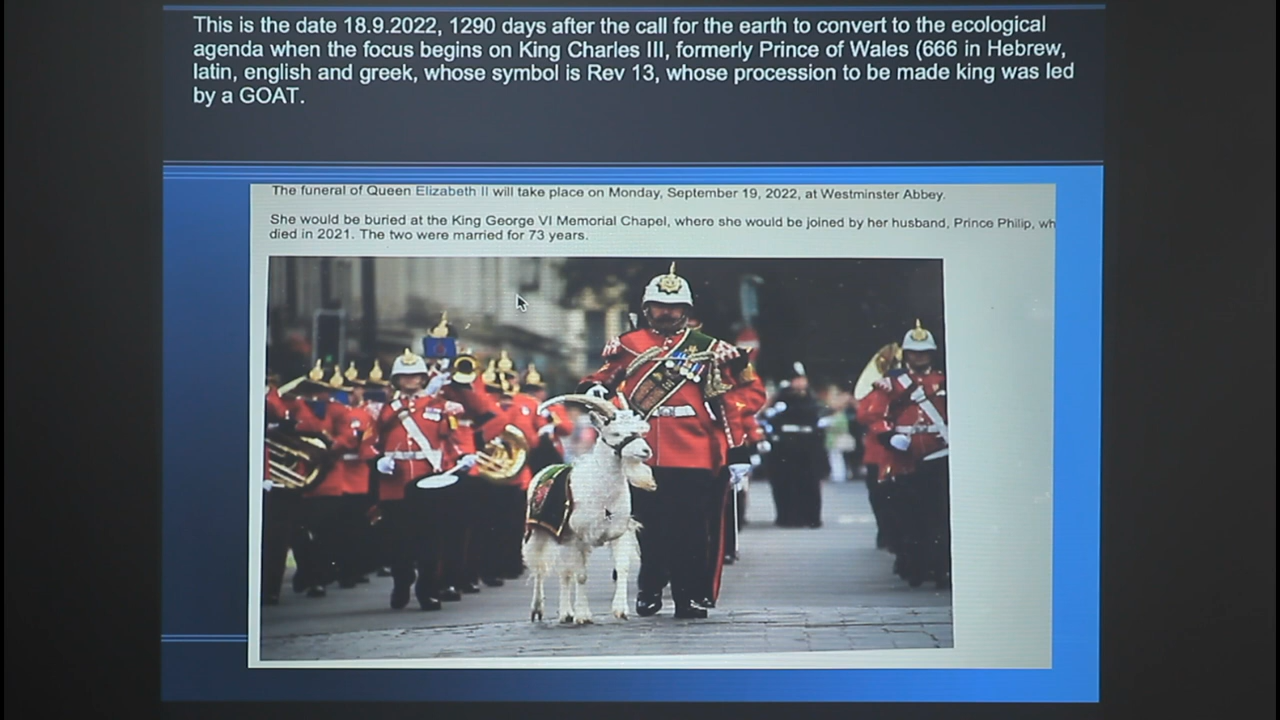 This is the date 18.9.2022, 1290 days after the call for the earth to convert to the ecological
agenda when the focus begins on King Charles III, formerly Prince of Wales (666 in Hebrew,
latin, english and greek, whose symbol is Rev 13, whose procession to be made king was led
by a GOAT.
The funeral of Queen Elizabeth II will take place on Monday, September 19, 2022, at Westminster Abbey.
She would be buried at the King George VI Memorial Chapel, where she would be joined by her husband, Prince Philip, wh
died in 2021. The two were married for 73 years.